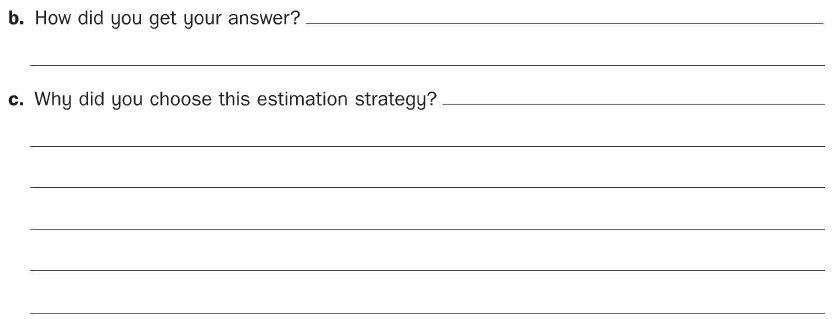 b. How did you get your answer?
c. Why did you choose this estimation strategy?